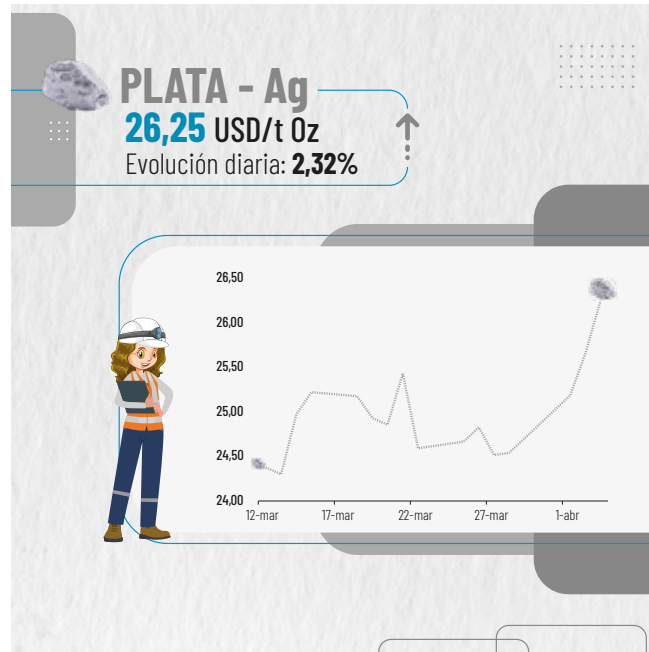 PLATA - Ag
26,25 USD/t Oz
Evolución diaria: 2,32%
26,50
26,00
25,50
25,00
24,50
24,00
12-mar 17-mar 22-mar 27-mar 1-abr